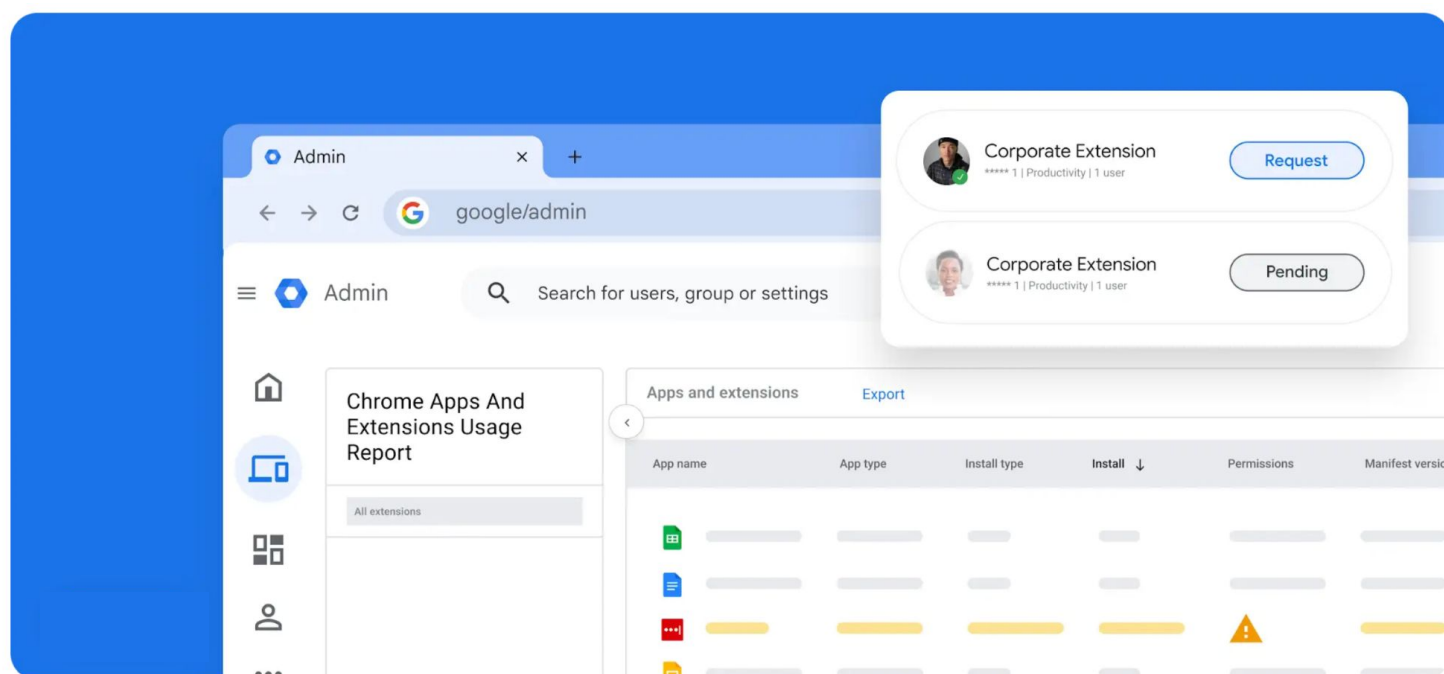 Admin
google/admin
Admin
Search for users, group or settings
Corporate Extension
***** 1 | Productivity | 1 user
Request
Corporate Extension
***** 1 | Productivity | 1 user
Pending
Chrome Apps And
Extensions Usage
Report
All extensions
Apps and extensions
Export
App name
App type
Install type
Install
Permissions
Manifest versio